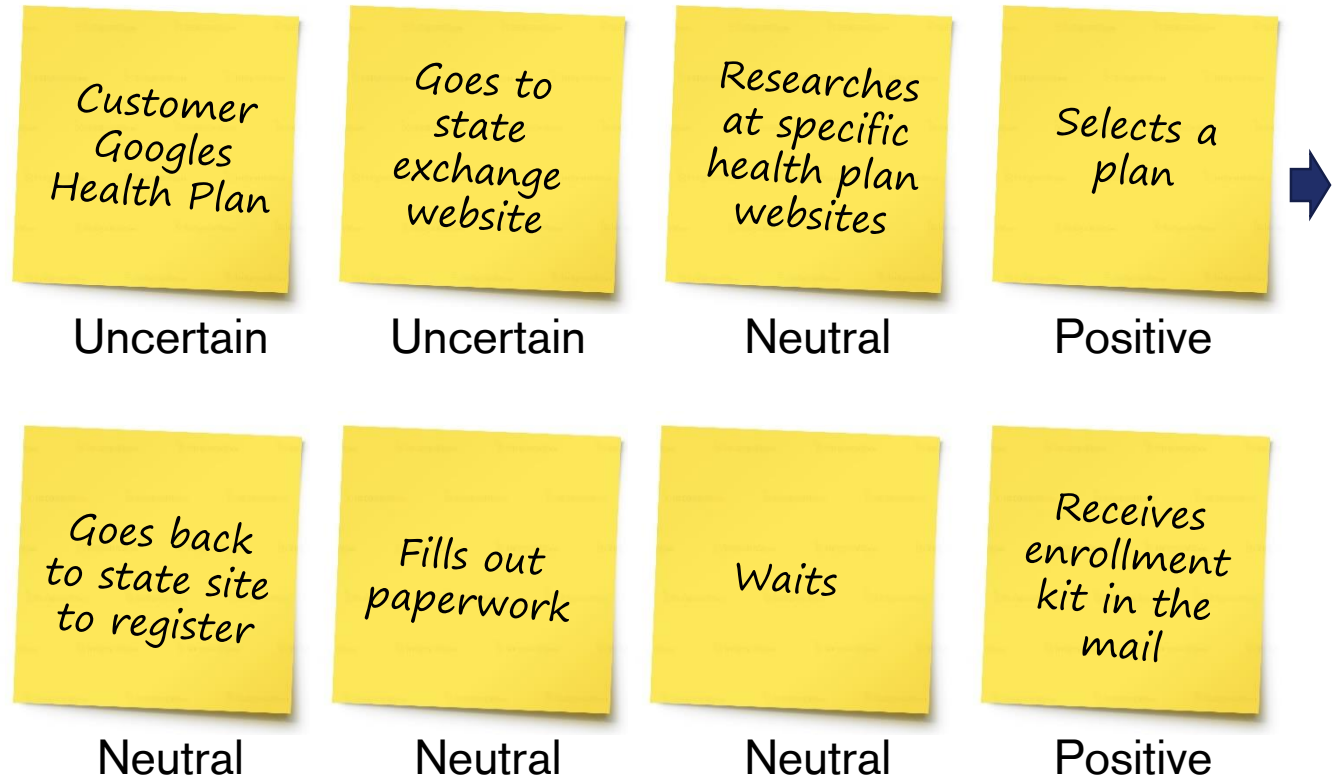 Customer
Googles
Health Plan
Goes to
state
exchange
website
Researches
at specific
health plan
websites
Selects a
plan
Uncertain
Uncertain
Neutral
Positive
Goes back
to state site
to register
Fills out
paperwork
Waits
Receives
enrollment
kit in the
mail
Neutral
Neutral
Neutral
Positive